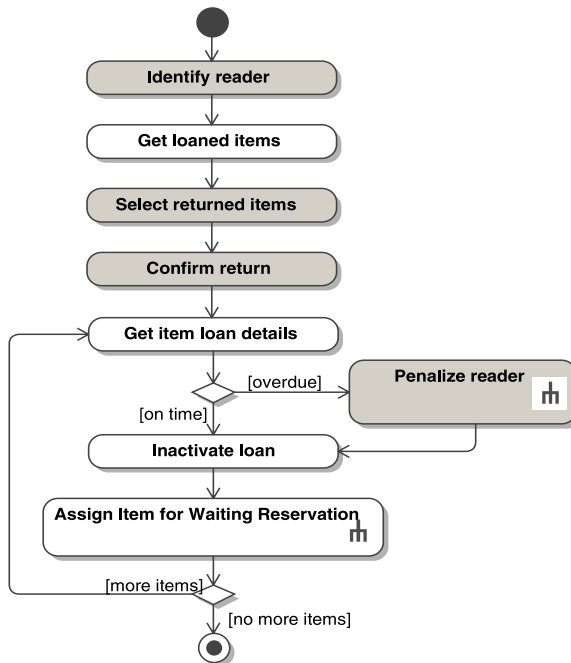 Identify reader
Get loaned items
Select returned items
Confirm return
Get item loan details
[overdue]
Penalize reader
[on time]
Inactivate loan
Assign Item for Waiting Reservation
[more items]
[no more items]